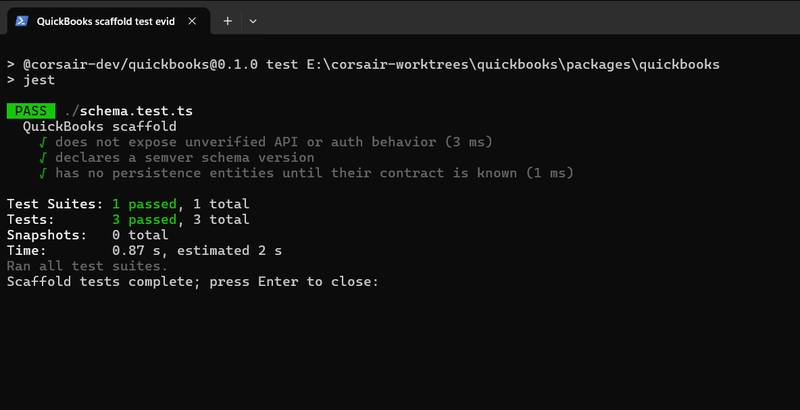 QuickBooks scaffold test evid
> @corsair-dev/quickbooks@0.1.0 test E:\corsair-worktrees\quickbooks\packages\quickbooks
> jest
PASS ./schema.test.ts
QuickBooks scaffold
√ does not expose unverified API or auth behavior (3 ms)
√ declares a semver schema version
√ has no persistence entities until their contract is known (1 ms)
Test Suites: 1 passed, 1 total
Tests: 3 passed, 3 total
Snapshots: 0 total
Time: 0.87 s, estimated 2 s
Ran all test suites.
Scaffold tests complete; press Enter to close: